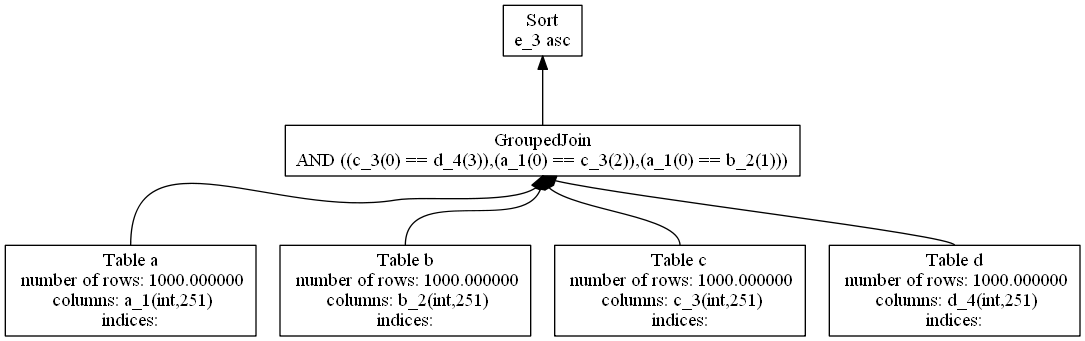 Sort
e_3 asc
GroupedJoin
AND ((c_3(0) == d_4(3)),(a_1(0) == c_3(2)),(a_1(0) == b_2(1)))
Table a
number of rows: 1000.000000
columns: a_1(int,251)
indices:
Table b
number of rows: 1000.000000
columns: b_2(int,251)
indices:
Table c
number of rows: 1000.000000
columns: c_3(int,251)
indices:
Table d
number of rows: 1000.000000
columns: d_4(int,251)
indices: